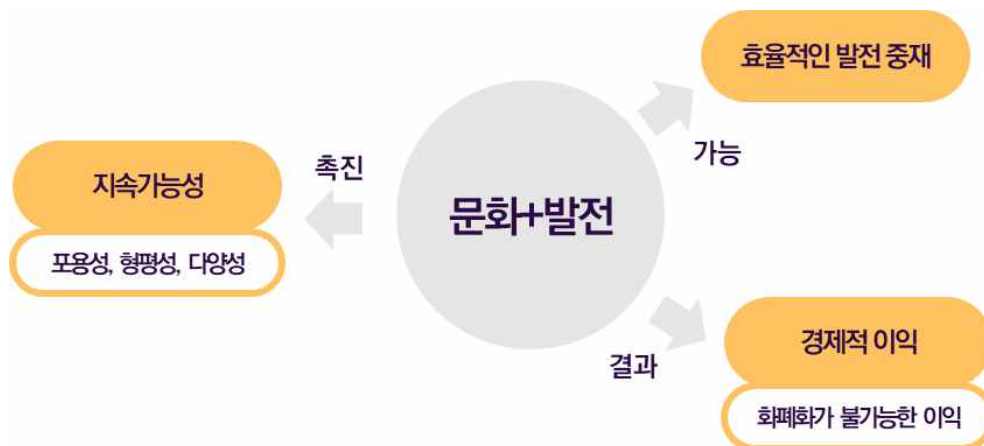 효율적인 발전 중재
가능
촉진
지속가능성
포용성, 형평성, 다양성
문화+발전
결과
경제적 이익
화폐화가 불가능한 이익